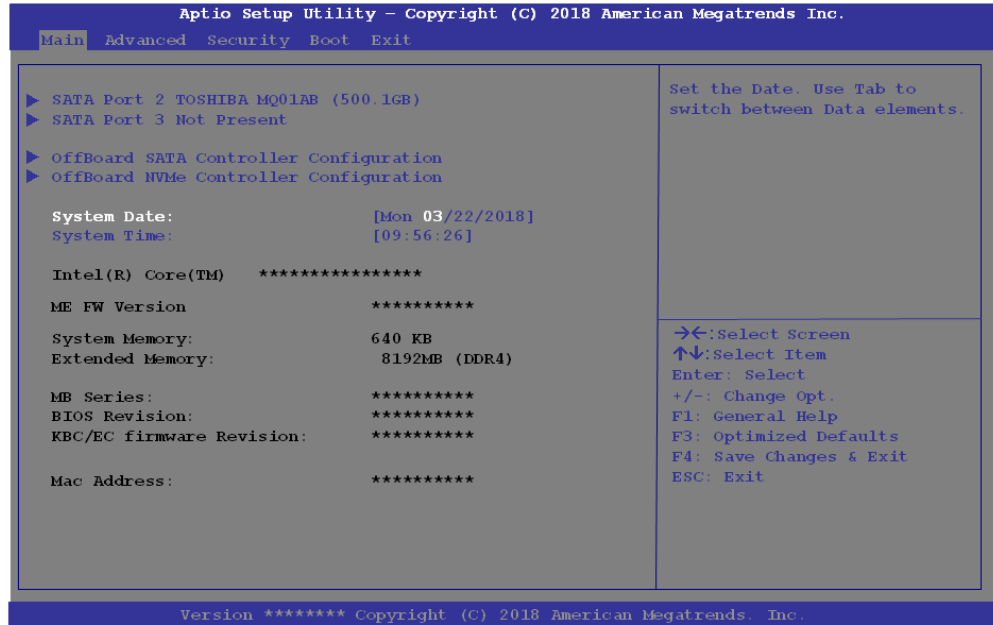 Aptio Setup Utility – Copyright (C) 2018 American Megatrends Inc.
Main Advanced Security Boot Exit
SATA Port 2 TOSHIBA MQ01AB (500.1GB)
SATA Port 3 Not Present
OffBoard SATA Controller Configuration
OffBoard NVMe Controller Configuration
System Date: [Mon 03/22/2018]
System Time: [09:56:26]
Intel(R) Core(TM) ****************
ME FW Version **********
System Memory: 640 KB
Extended Memory: 8192MB (DDR4)
MB Series: **********
BIOS Revision: **********
KBC/EC firmware Revision: **********
Mac Address: **********
Set the Date. Use Tab to
switch between Data elements.
→←:Select Screen
↑↓:Select Item
Enter: Select
+/-: Change Opt.
F1: General Help
F3: Optimized Defaults
F4: Save Changes & Exit
ESC: Exit
Version ******** Copyright (C) 2018 American Megatrends. Inc.